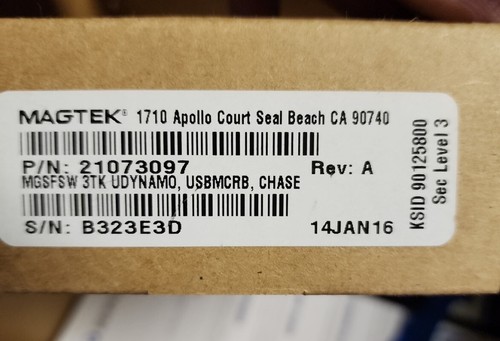 MAGTEK® 1710 Apollo Court Seal Beach CA 90740
P/N: 21073097 Rev: A
MGSFSW 3TK UDYNAMO, USBMCRB, CHASE
S/N: B323E3D 14JAN16
KSID 90125800
Sec Level 3